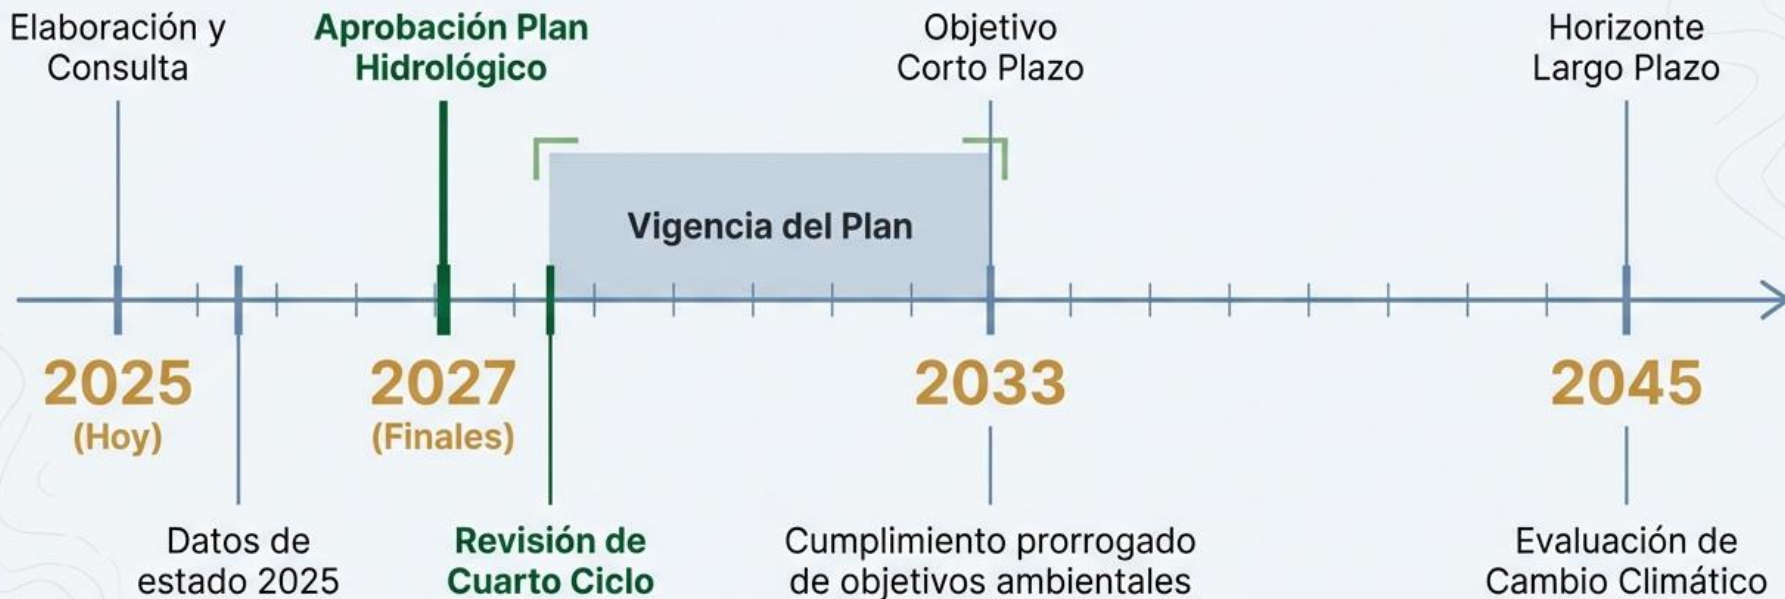 Elaboración y
Consulta
Aprobación Plan
Hidrológico
Objetivo
Corto Plazo
Horizonte
Largo Plazo
Vigencia del Plan
2025
(Hoy)
2027
(Finales)
2033
2045
Datos de
estado 2025
Revisión de
Cuarto Ciclo
Cumplimiento prorrogado
de objetivos ambientales
Evaluación de
Cambio Climático